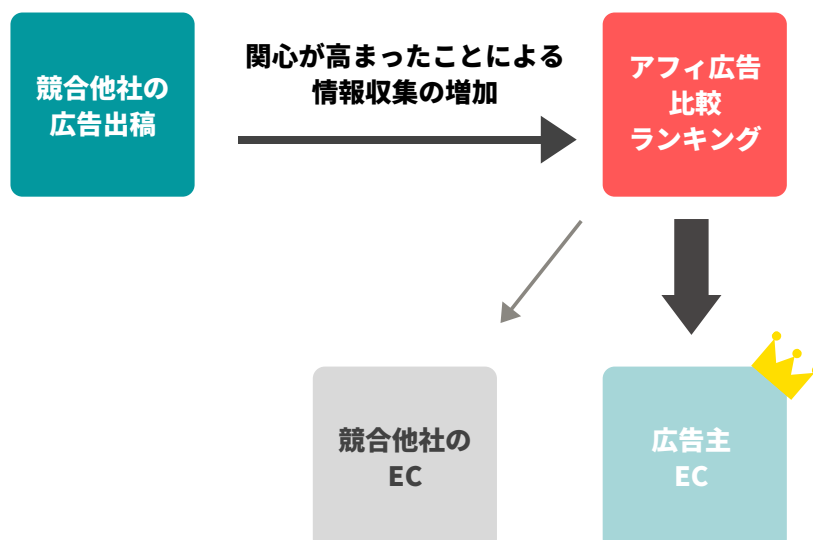 競合他社の
広告出稿
関心が高まったことによる
情報収集の増加
アフィ広告
比較
ランキング
競合他社の
EC
広告主
EC